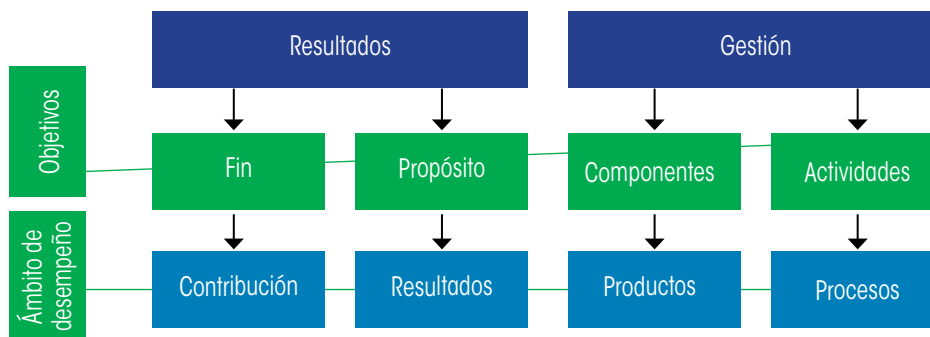 Resultados
Gestión
Objetivos
Fin
Propósito
Componentes
Actividades
Ámbito de
desempeño
Contribución
Resultados
Productos
Procesos